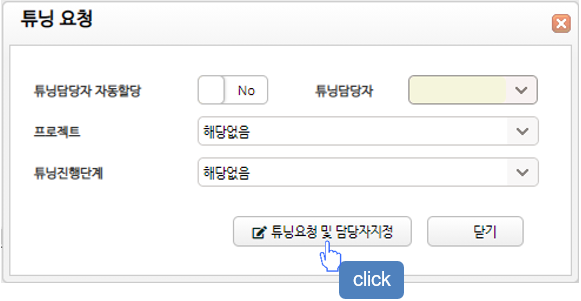 튜닝 요청
튜닝담당자 자동할당 No 튜닝담당자
프로젝트 해당없음
튜닝진행단계 해당없음
튜닝요청 및 담당자지정 닫기
click